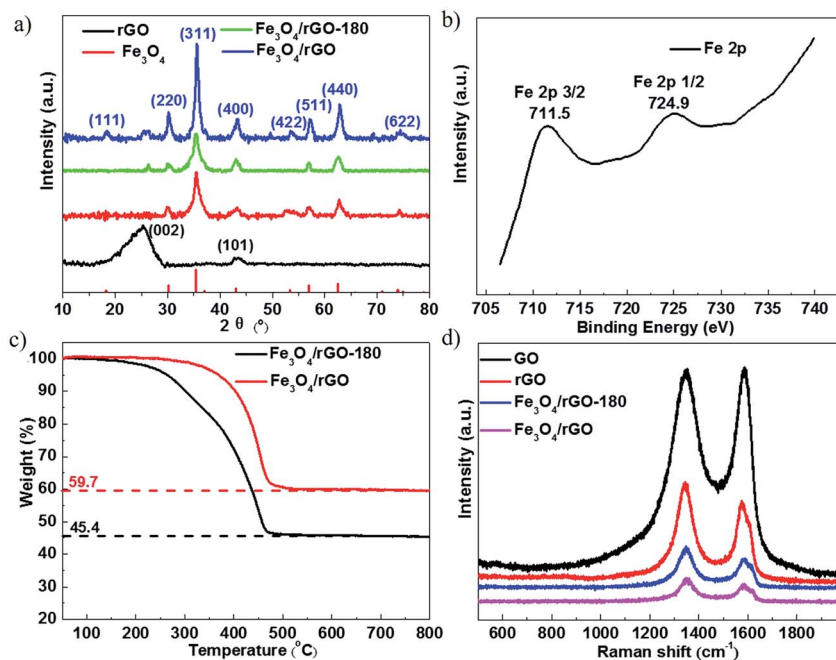 a)
rGO
Fe3O4
Fe3O4/rGO-180
Fe3O4/rGO
(111)
(220)
(311)
(400)
(422)
(511)
(440)
(622)
(002)
(101)
Intensity (a.u.)
10 20 30 40 50 60 70 80
2 θ (°)
b)
Fe 2p
Fe 2p 3/2
711.5
Fe 2p 1/2
724.9
Intensity (a.u.)
705 710 715 720 725 730 735 740
Binding Energy (eV)
c)
Fe3O4/rGO-180
Fe3O4/rGO
100
90
80
70
60
50
40
30
20
59.7
45.4
Weight (%)
100 200 300 400 500 600 700 800
Temperature (°C)
d)
GO
rGO
Fe3O4/rGO-180
Fe3O4/rGO
Intensity (a.u.)
600 800 1000 1200 1400 1600 1800
Raman shift (cm-1)